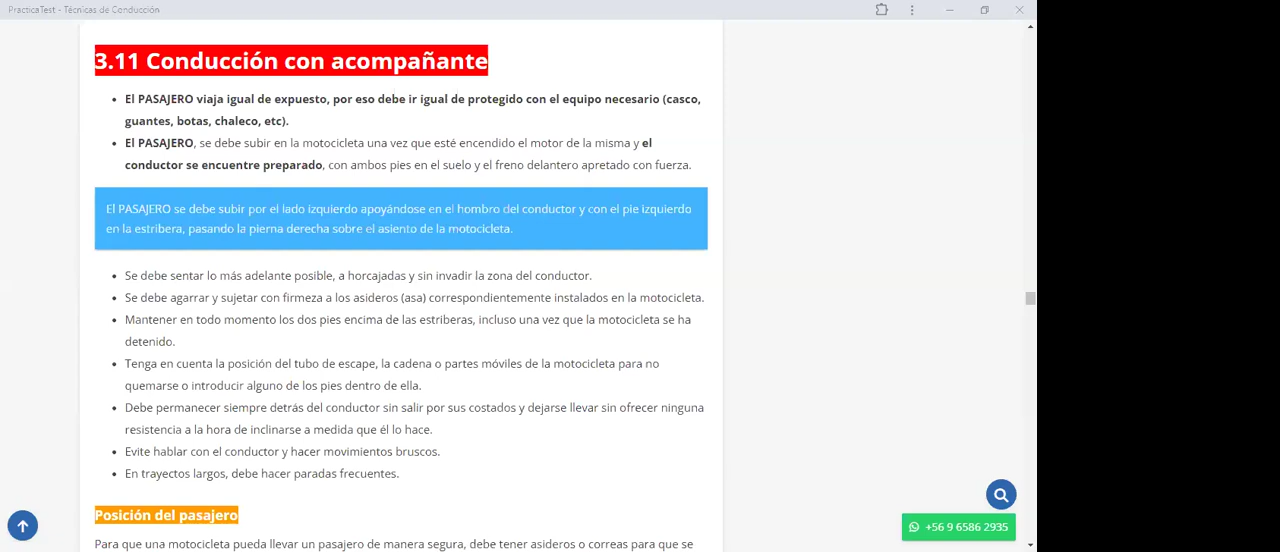 PracticaTest - Técnicas de Conducción
3.11 Conducción con acompañante
• El PASAJERO viaja igual de expuesto, por eso debe ir igual de protegido con el equipo necesario (casco,
guantes, botas, chaleco, etc).
• El PASAJERO, se debe subir en la motocicleta una vez que esté encendido el motor de la misma y el
conductor se encuentre preparado, con ambos pies en el suelo y el freno delantero apretado con fuerza.
El PASAJERO se debe subir por el lado izquierdo apoyándose en el hombro del conductor y con el pie izquierdo
en la estribera, pasando la pierna derecha sobre el asiento de la motocicleta.
• Se debe sentar lo más adelante posible, a horcajadas y sin invadir la zona del conductor.
• Se debe agarrar y sujetar con firmeza a los asideros (asa) correspondientemente instalados en la motocicleta.
• Mantener en todo momento los dos pies encima de las estriberas, incluso una vez que la motocicleta se ha
detenido.
• Tenga en cuenta la posición del tubo de escape, la cadena o partes móviles de la motocicleta para no
quemarse o introducir alguno de los pies dentro de ella.
• Debe permanecer siempre detrás del conductor sin salir por sus costados y dejarse llevar sin ofrecer ninguna
resistencia a la hora de inclinarse a medida que él lo hace.
• Evite hablar con el conductor y hacer movimientos bruscos.
• En trayectos largos, debe hacer paradas frecuentes.
Posición del pasajero
+56 9 6586 2935
Para que una motocicleta pueda llevar un pasajero de manera segura, debe tener asideros o correas para que se